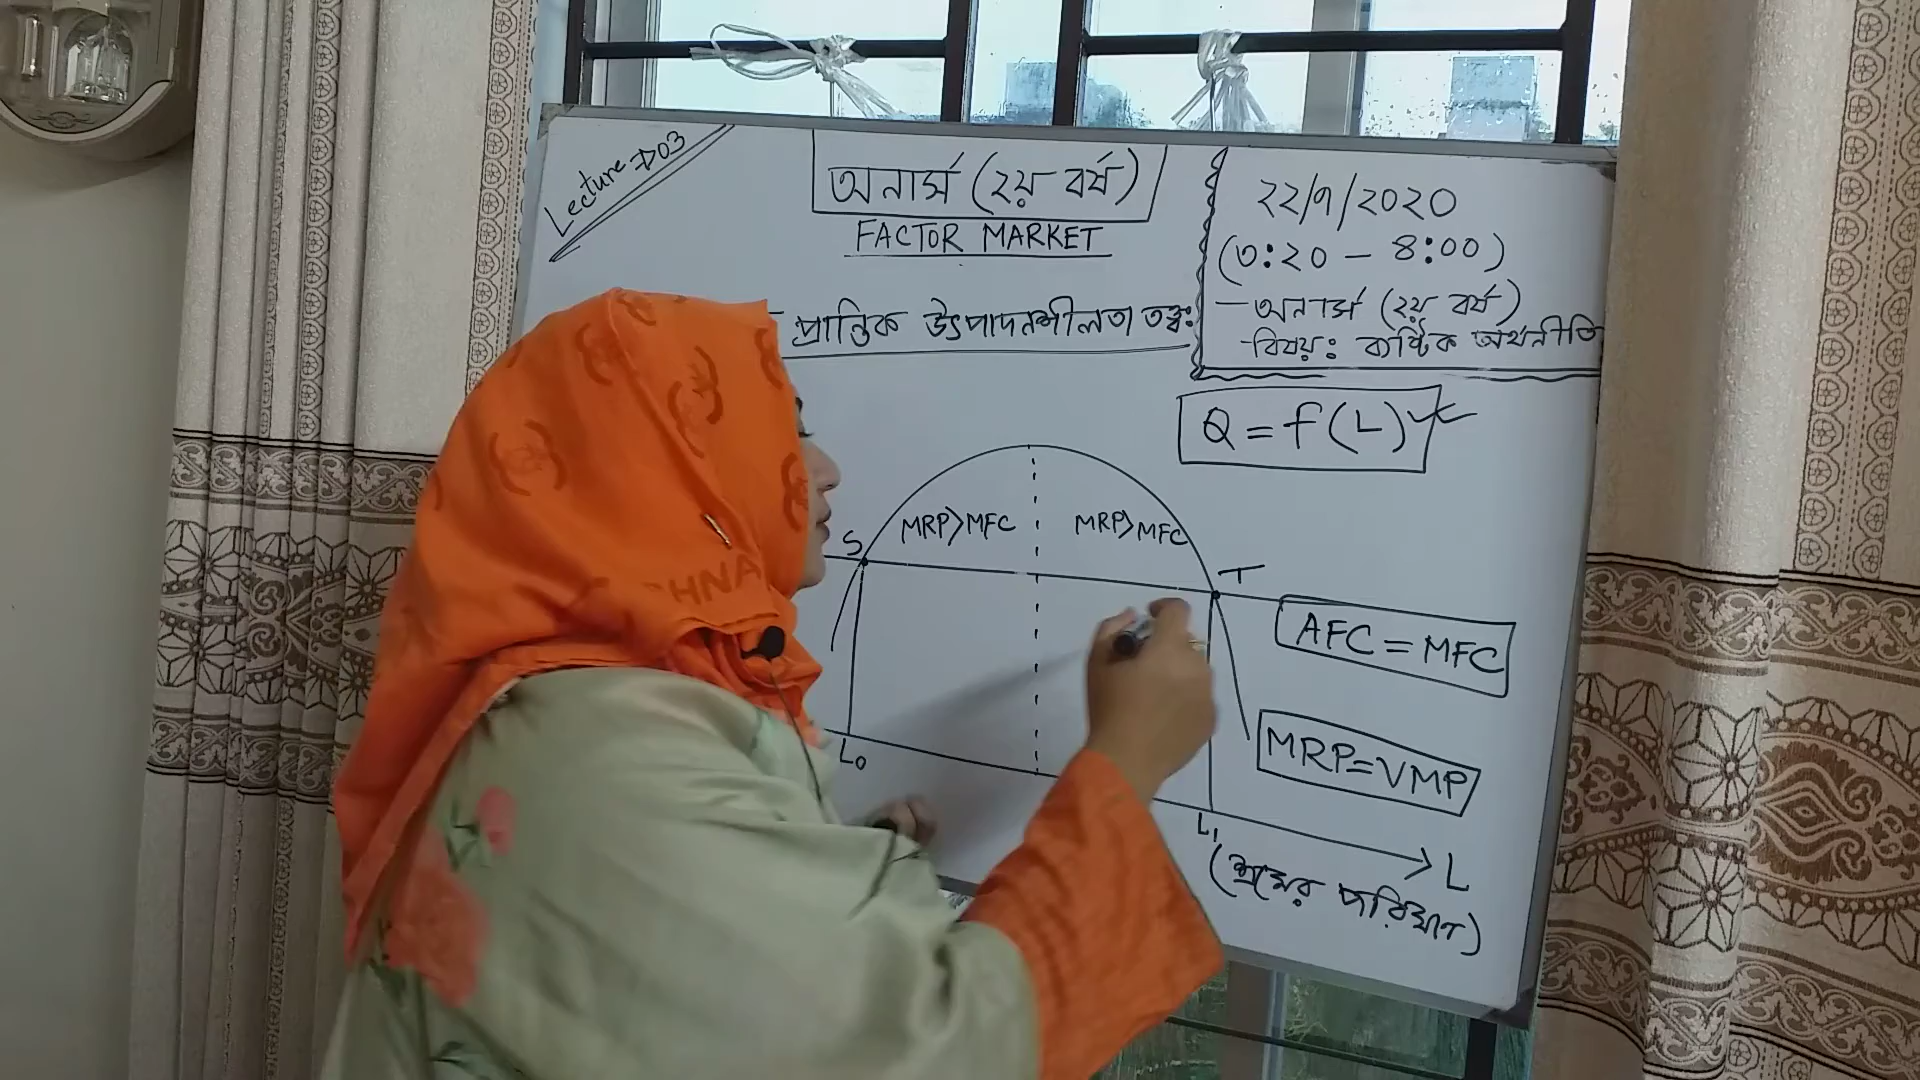 Lecture ⇒03
অনার্স (২য় বর্ষ)
FACTOR MARKET
প্রান্তিক উৎপাদনশীলতা তত্ত্বঃ
২২/৭/২০২০
(৩:২০ – ৪:০০)
– অনার্স (২য় বর্ষ)
- বিষয়ঃ ব্যষ্টিক অর্থনীতি
Q = f(L)
MRP>MFC
MRP>MFC
S
T
AFC = MFC
MRP=VMP
L₀
L₁
L
(শ্রমের পরিমাণ)
HNA